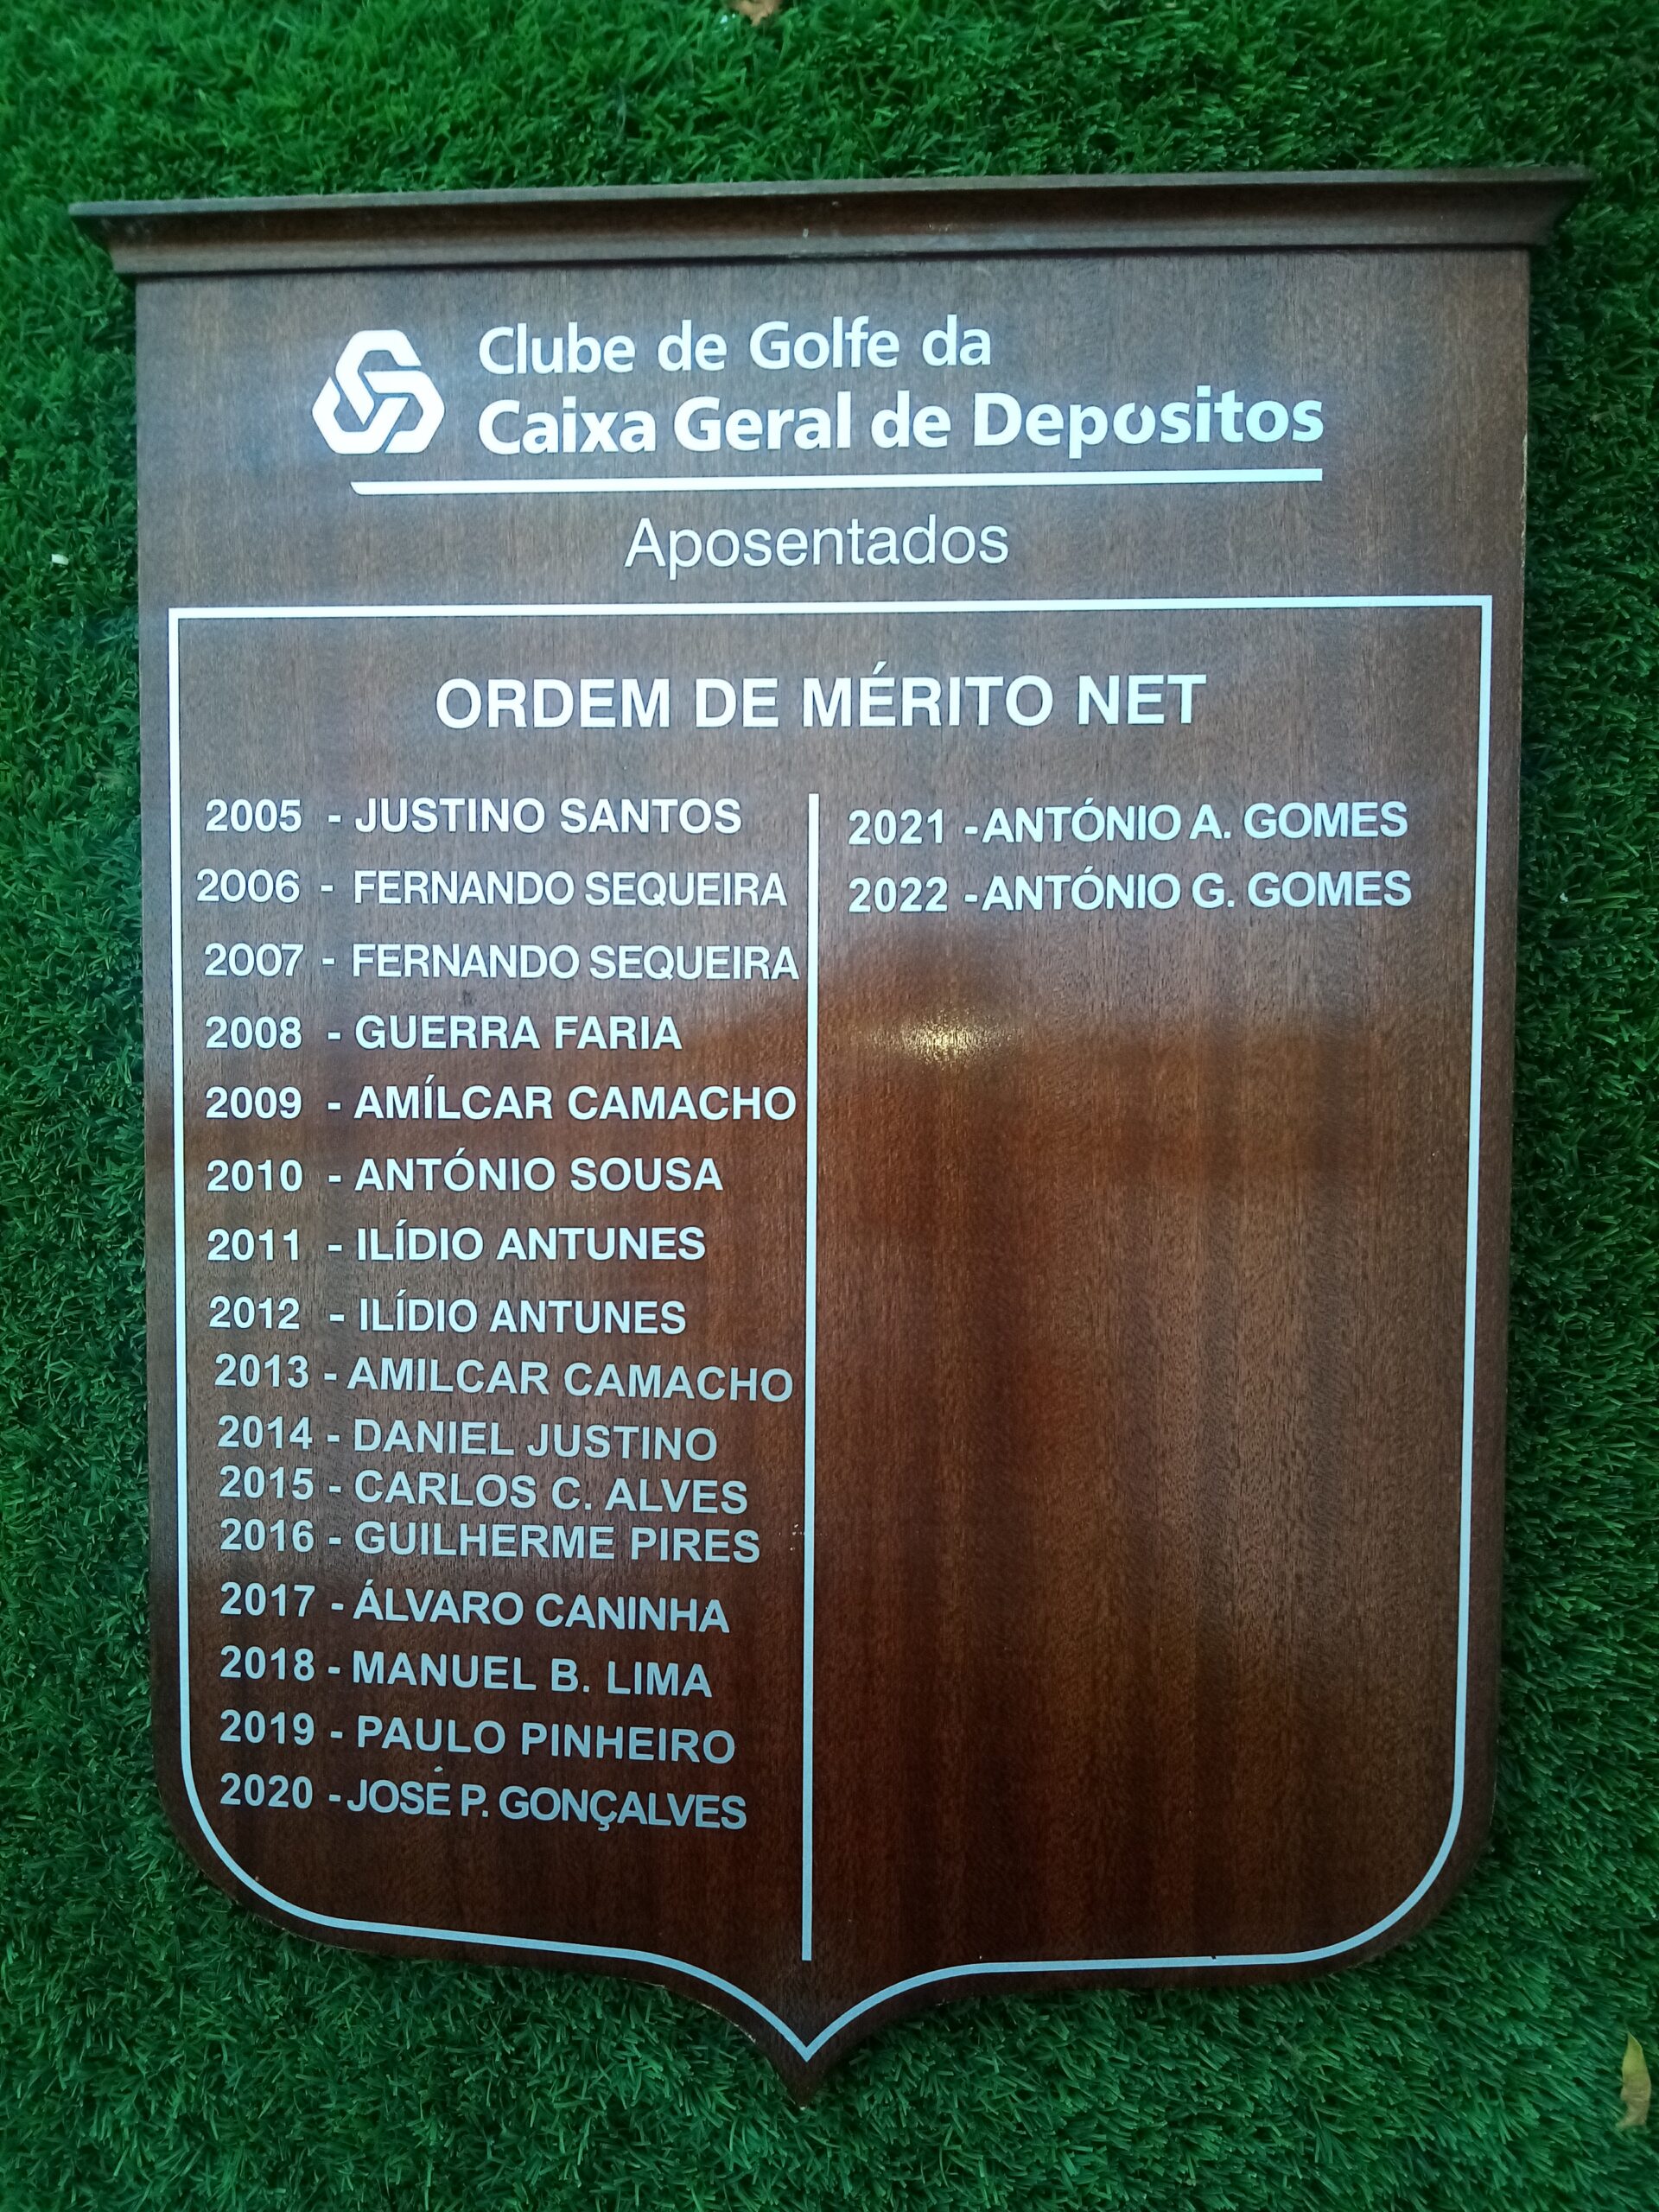 Clube de Golfe da
Caixa Geral de Depositos
Aposentados
ORDEM DE MÉRITO NET
2005 - JUSTINO SANTOS
2006 - FERNANDO SEQUEIRA
2007 - FERNANDO SEQUEIRA
2008 - GUERRA FARIA
2009 - AMÍLCAR CAMACHO
2010 - ANTÓNIO SOUSA
2011 - ILÍDIO ANTUNES
2012 - ILÍDIO ANTUNES
2013 - AMILCAR CAMACHO
2014 - DANIEL JUSTINO
2015 - CARLOS C. ALVES
2016 - GUILHERME PIRES
2017 - ÁLVARO CANINHA
2018 - MANUEL B. LIMA
2019 - PAULO PINHEIRO
2020 - JOSÉ P. GONÇALVES
2021 - ANTÓNIO A. GOMES
2022 - ANTÓNIO G. GOMES